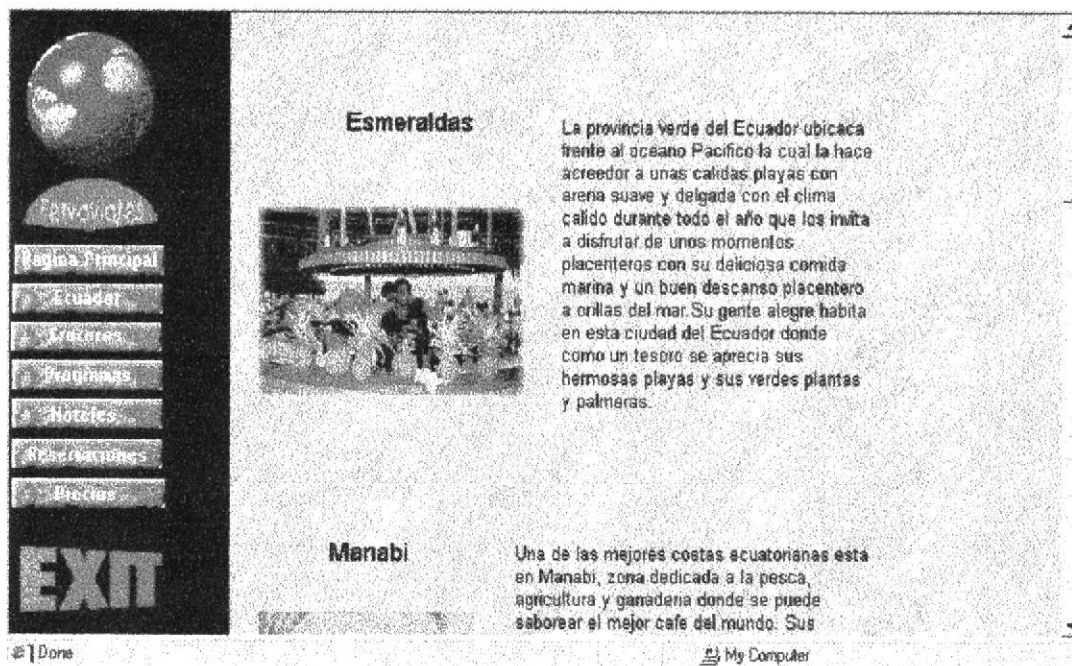 Pagina Principal
Ecuador
Programas
Hoteles
Reservaciones
Precios
EXIT
Esmeraldas
La provincia verde del Ecuador ubicaca
frente al oceano Pacifico la cual la hace
acreedor a unas calidas playas con
arena suave y delgada con el clima
calido durante todo el año que los invita
a disfrutar de unos momentos
placenteros con su deliciosa comida
marina y un buen descanso placentero
a orillas del mar.Su gente alegre habita
en esta ciudad del Ecuador donde
como un tesoro se aprecia sus
hermosas playas y sus verdes plantas
y palmeras.
Manabi
Una de las mejores costas ecuatorianas esta
en Manabi, zona dedicada a la pesca,
agricultura y ganaderia donde se puede
saborear el mejor cafe del mundo. Sus
Done
My Computer